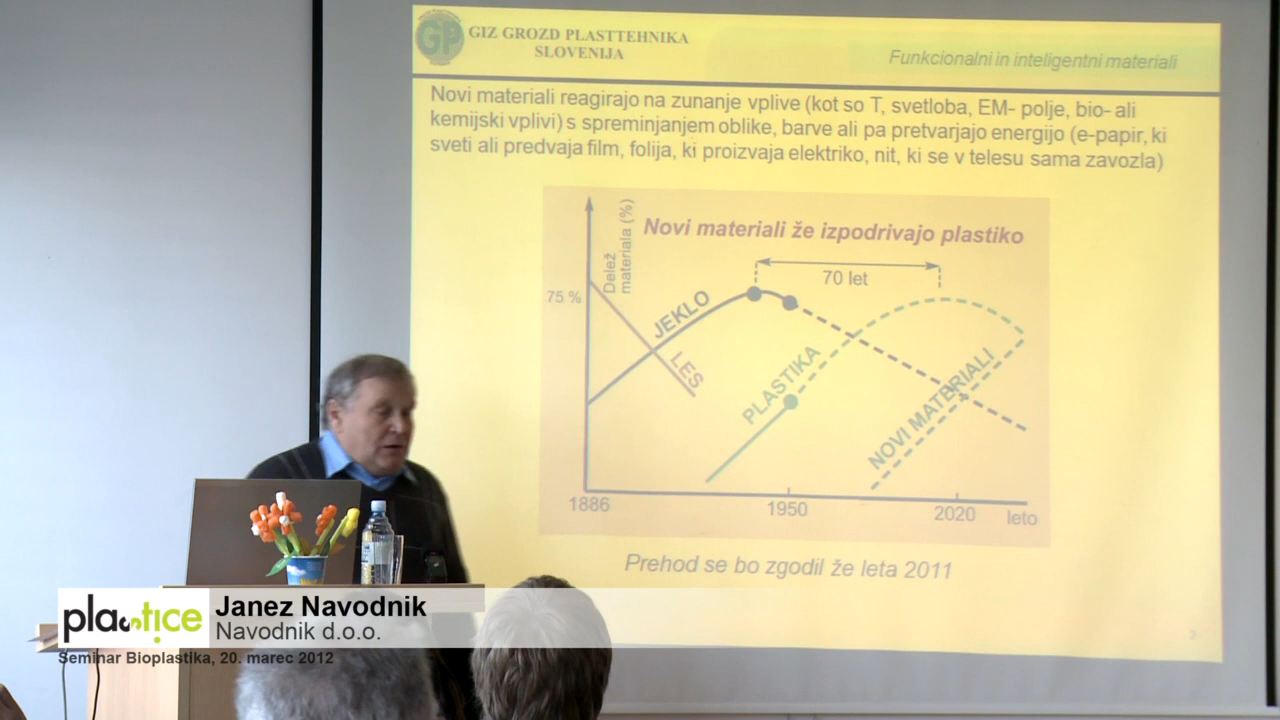 GIZ GROZD PLASTTEHNIKA
SLOVENIJA
Funkcionalni in inteligentni materiali
Novi materiali reagirajo na zunanje vplive (kot so T, svetloba, EM- polje, bio- ali
kemijski vplivi) s spreminjanjem oblike, barve ali pa pretvarjajo energijo (e-papir, ki
sveti ali predvaja film, folija, ki proizvaja elektriko, nit, ki se v telesu sama zavozla)
Delež
materiala (%)
Novi materiali že izpodrivajo plastiko
70 let
75 %
JEKLO
LES
PLASTIKA
NOVI MATERIALI
1886
1950
2020
leto
Prehod se bo zgodil že leta 2011
2
plastice
Janez Navodnik
Navodnik d.o.o.
Seminar Bioplastika, 20. marec 2012